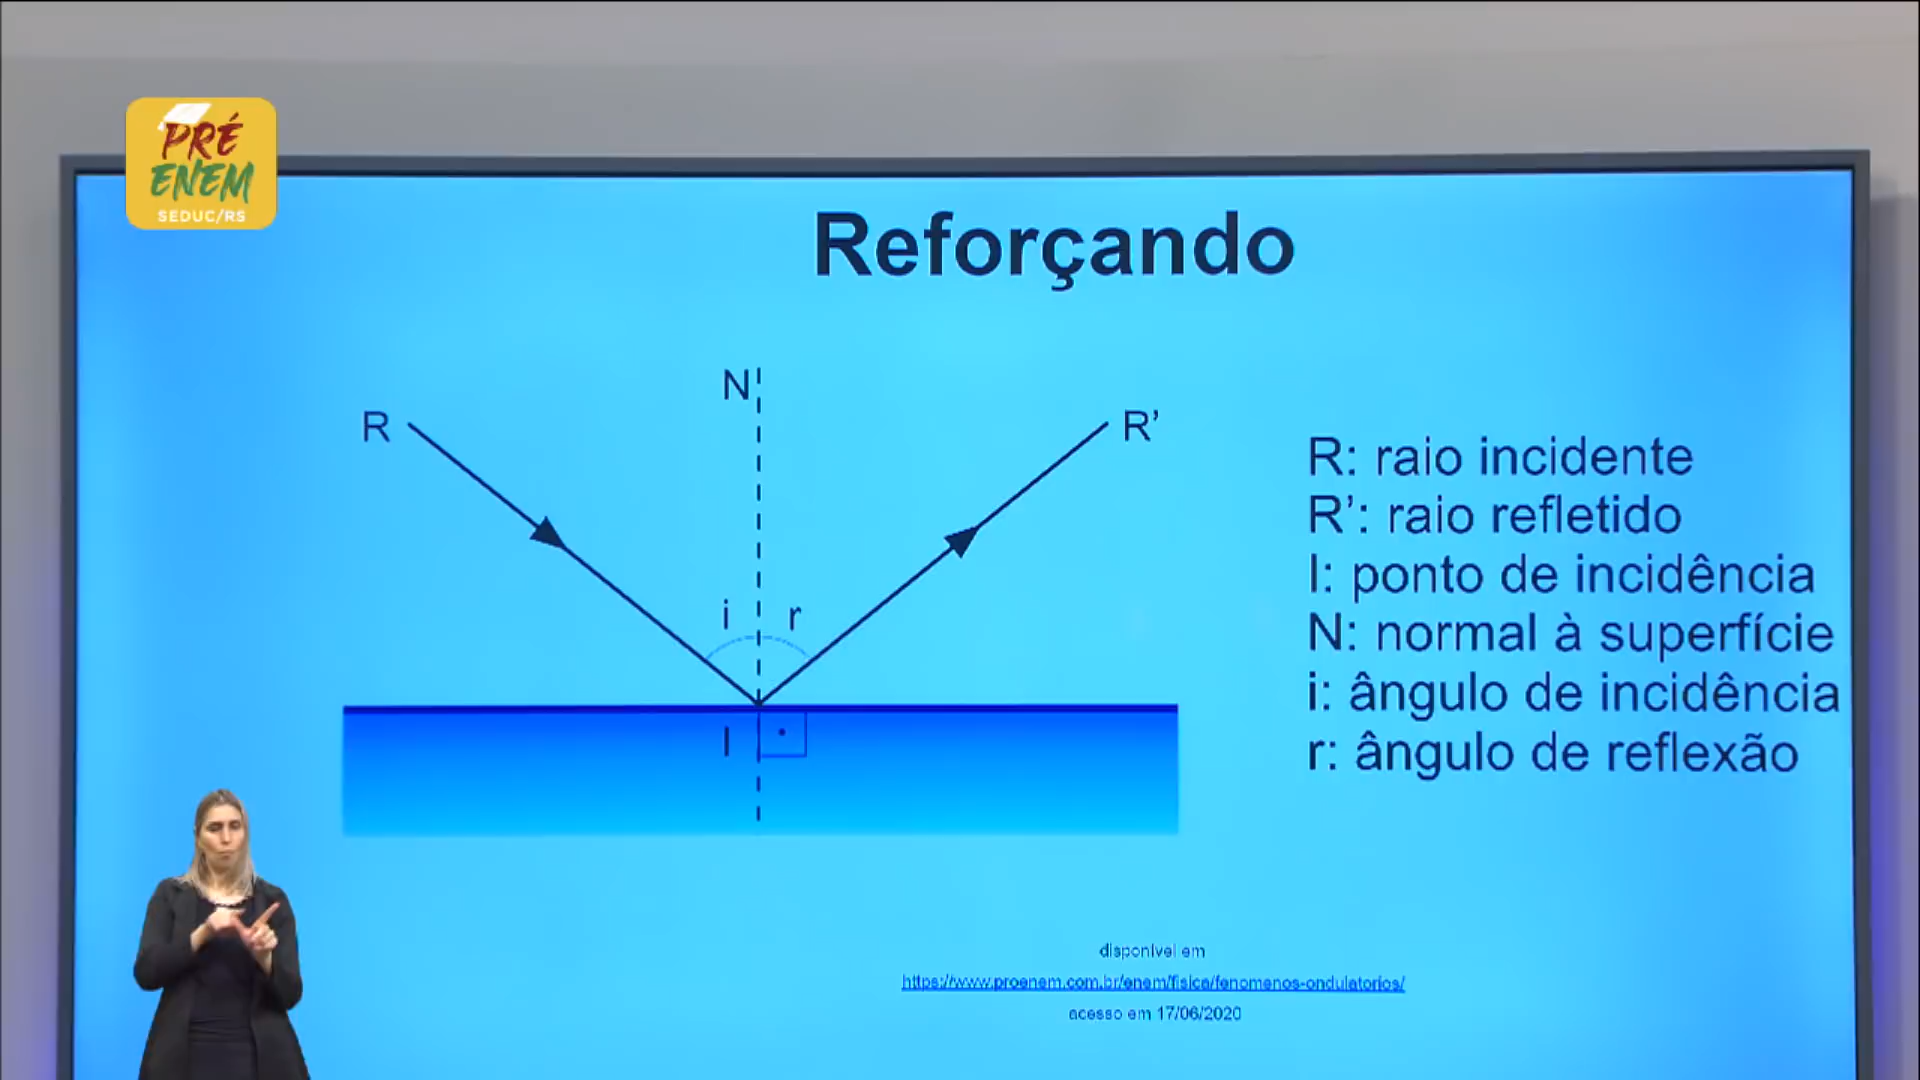 PRÉ
ENEM
SEDUC/RS
Reforçando
N
R
R’
i
r
I
R: raio incidente
R’: raio refletido
I: ponto de incidência
N: normal à superfície
i: ângulo de incidência
r: ângulo de reflexão
disponível em
https://www.proenem.com.br/enem/fisica/fenomenos-ondulatorios/
acesso em 17/06/2020